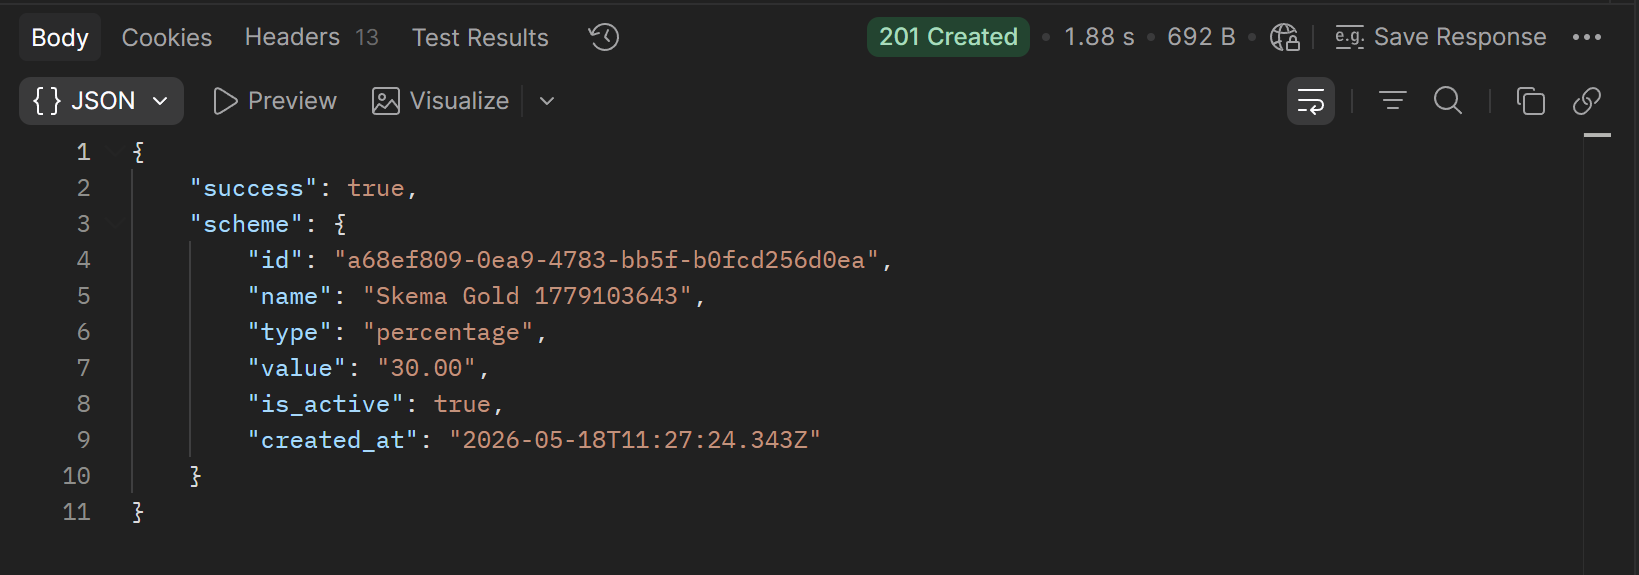 Body Cookies Headers 13 Test Results 201 Created • 1.88 s • 692 B • e.g. Save Response
{ } JSON Preview Visualize
1 {
2 "success": true,
3 "scheme": {
4 "id": "a68ef809-0ea9-4783-bb5f-b0fcd256d0ea",
5 "name": "Skema Gold 1779103643",
6 "type": "percentage",
7 "value": "30.00",
8 "is_active": true,
9 "created_at": "2026-05-18T11:27:24.343Z"
10 }
11 }